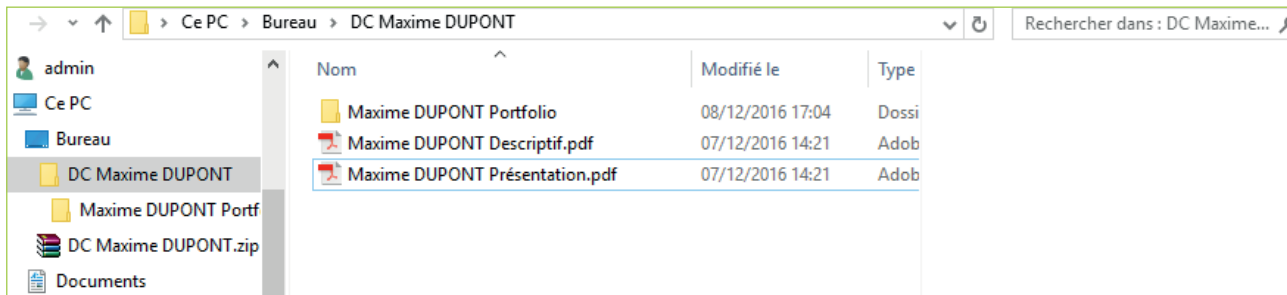 Ce PC > Bureau > DC Maxime DUPONT
Rechercher dans : DC Maxime...
admin
Ce PC
Bureau
DC Maxime DUPONT
Maxime DUPONT Portf
DC Maxime DUPONT.zip
Documents
Nom Modifié le Type
Maxime DUPONT Portfolio 08/12/2016 17:04 Dossi
Maxime DUPONT Descriptif.pdf 07/12/2016 14:21 Adob
Maxime DUPONT Présentation.pdf 07/12/2016 14:21 Adob